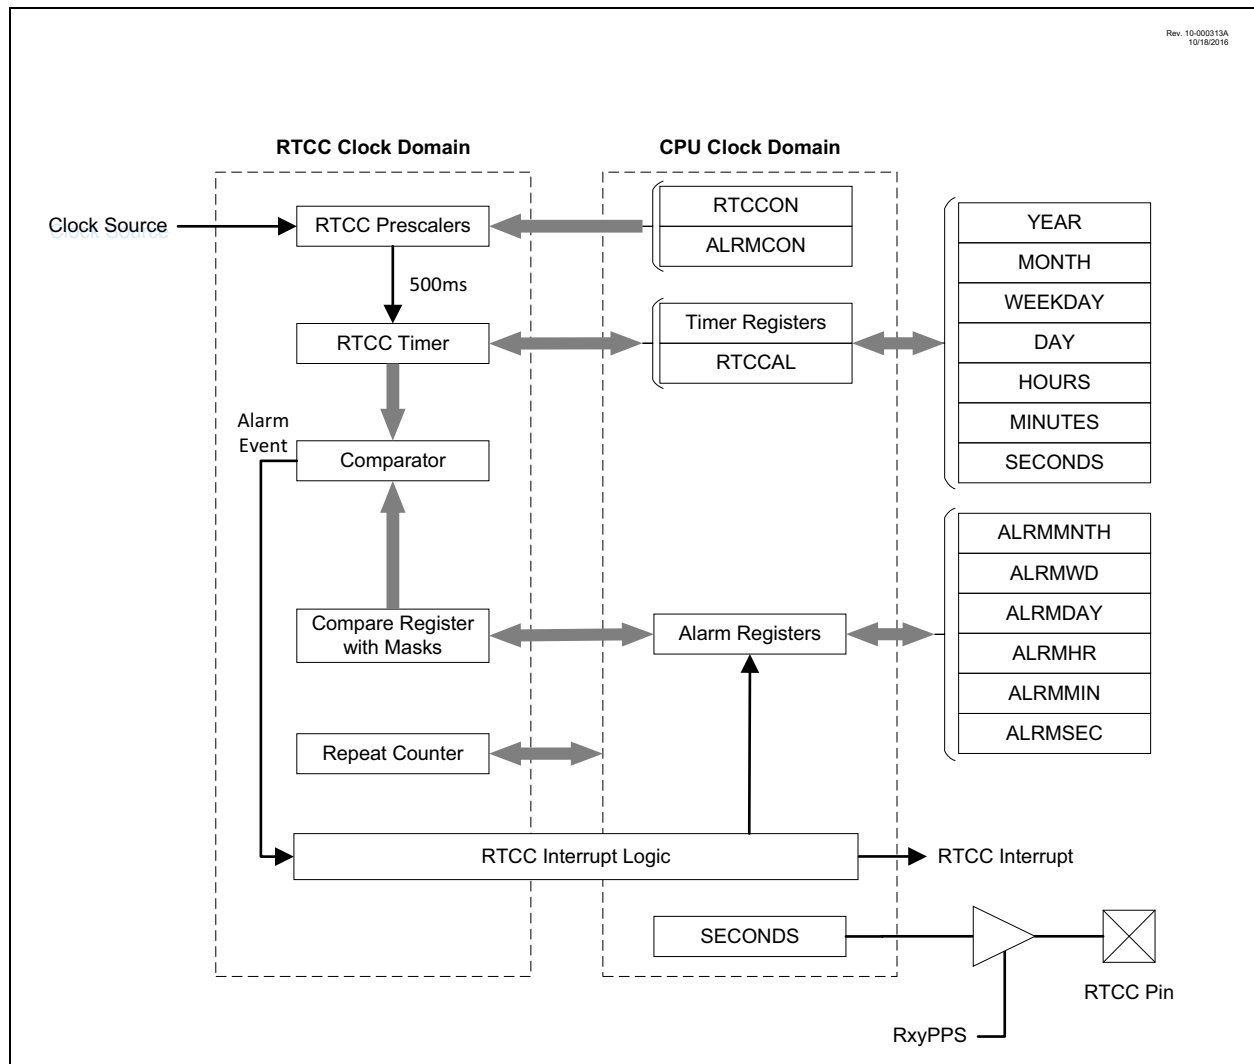 Rev. 10-000313A
10/18/2016
RTCC Clock Domain
CPU Clock Domain
Clock Source
RTCC Prescalers
RTCCON
ALRMCON
500ms
RTCC Timer
Timer Registers
RTCCAL
YEAR
MONTH
WEEKDAY
DAY
HOURS
MINUTES
SECONDS
Alarm
Event
Comparator
Compare Register
with Masks
Alarm Registers
ALRMMNTH
ALRMWD
ALRMDAY
ALRMHR
ALRMMIN
ALRMSEC
Repeat Counter
RTCC Interrupt Logic
RTCC Interrupt
SECONDS
RTCC Pin
RxyPPS